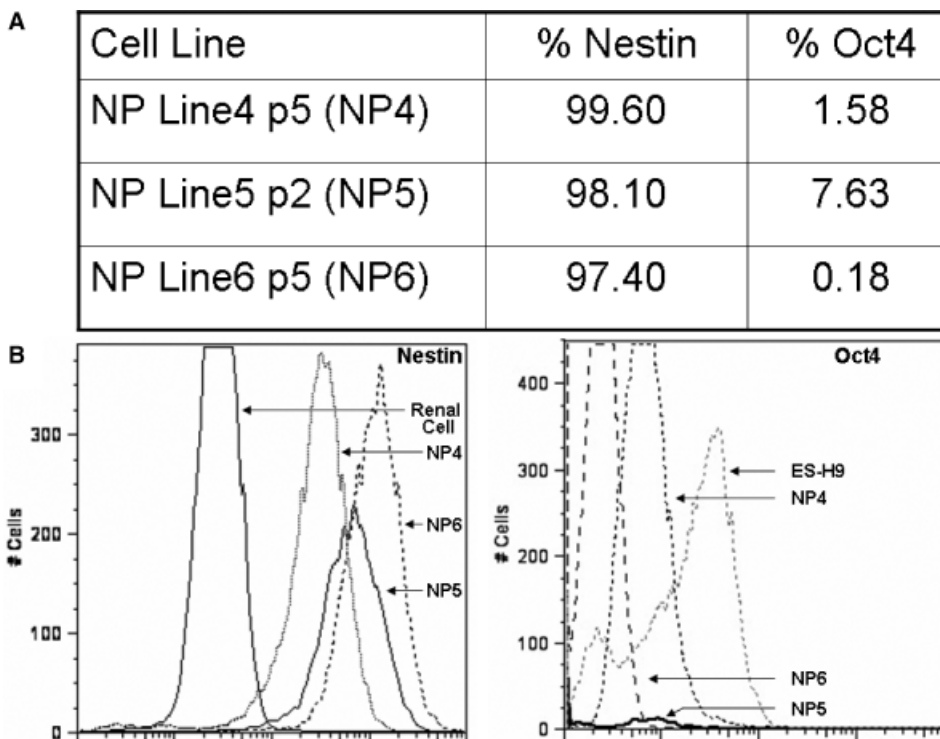 A
Cell Line % Nestin % Oct4
NP Line4 p5 (NP4) 99.60 1.58
NP Line5 p2 (NP5) 98.10 7.63
NP Line6 p5 (NP6) 97.40 0.18
B
Nestin
Renal
Cell
NP4
NP6
NP5
# Cells
300
200
100
0
Oct4
ES-H9
NP4
NP6
NP5
# Cells
400
300
200
100
0